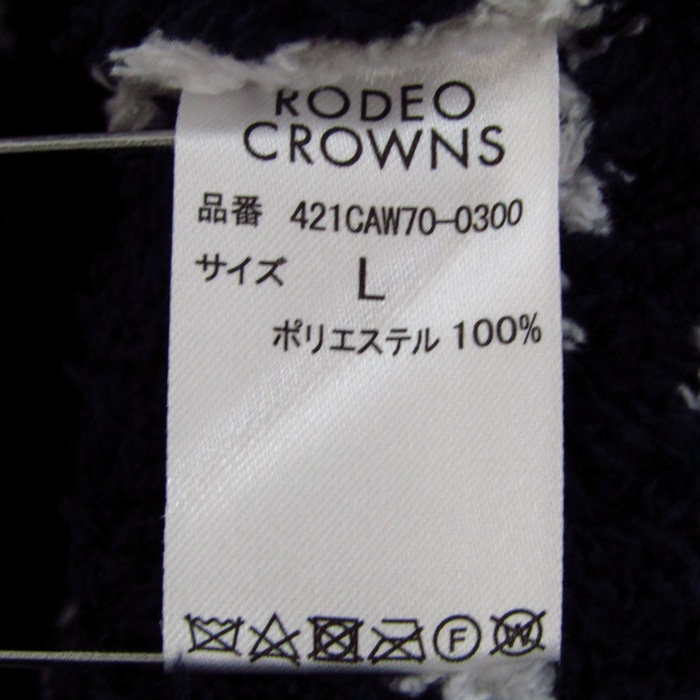 RODEO
CROWNS
品番 421CAW70-0300
サイズ L
ポリエステル 100%
F W